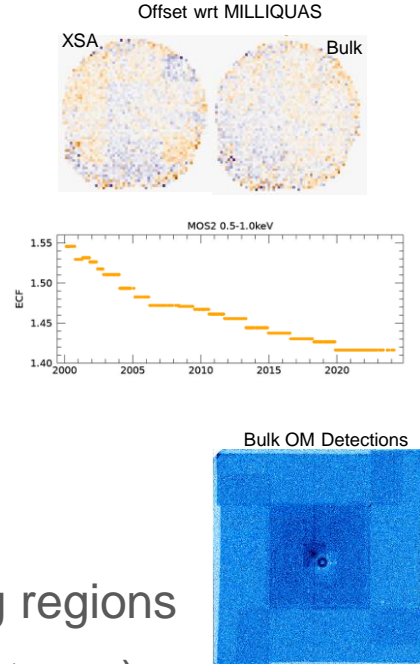 Offset wrt MILLIQUAS
XSA
Bulk
MOS2 0.5-1.0keV
1.55
1.50
1.45
1.40
ECF
2000 2005 2010 2015 2020
Bulk OM Detections
regions